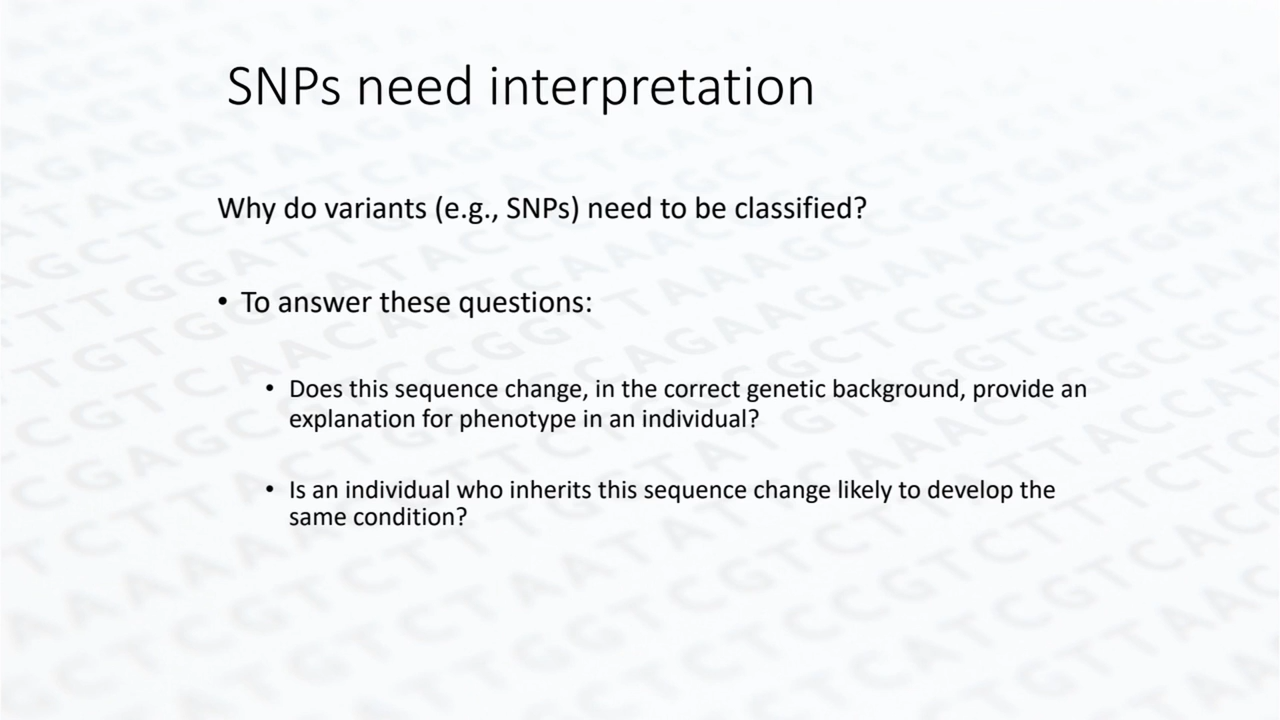 SNPs need interpretation
Why do variants (e.g., SNPs) need to be classified?
• To answer these questions:
• Does this sequence change, in the correct genetic background, provide an
explanation for phenotype in an individual?
• Is an individual who inherits this sequence change likely to develop the
same condition?